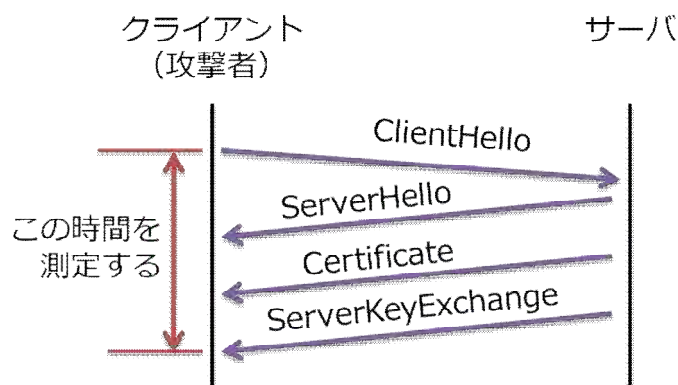 クライアント
(攻撃者)
サーバ
ClientHello
ServerHello
この時間を
測定する
Certificate
ServerKeyExchange